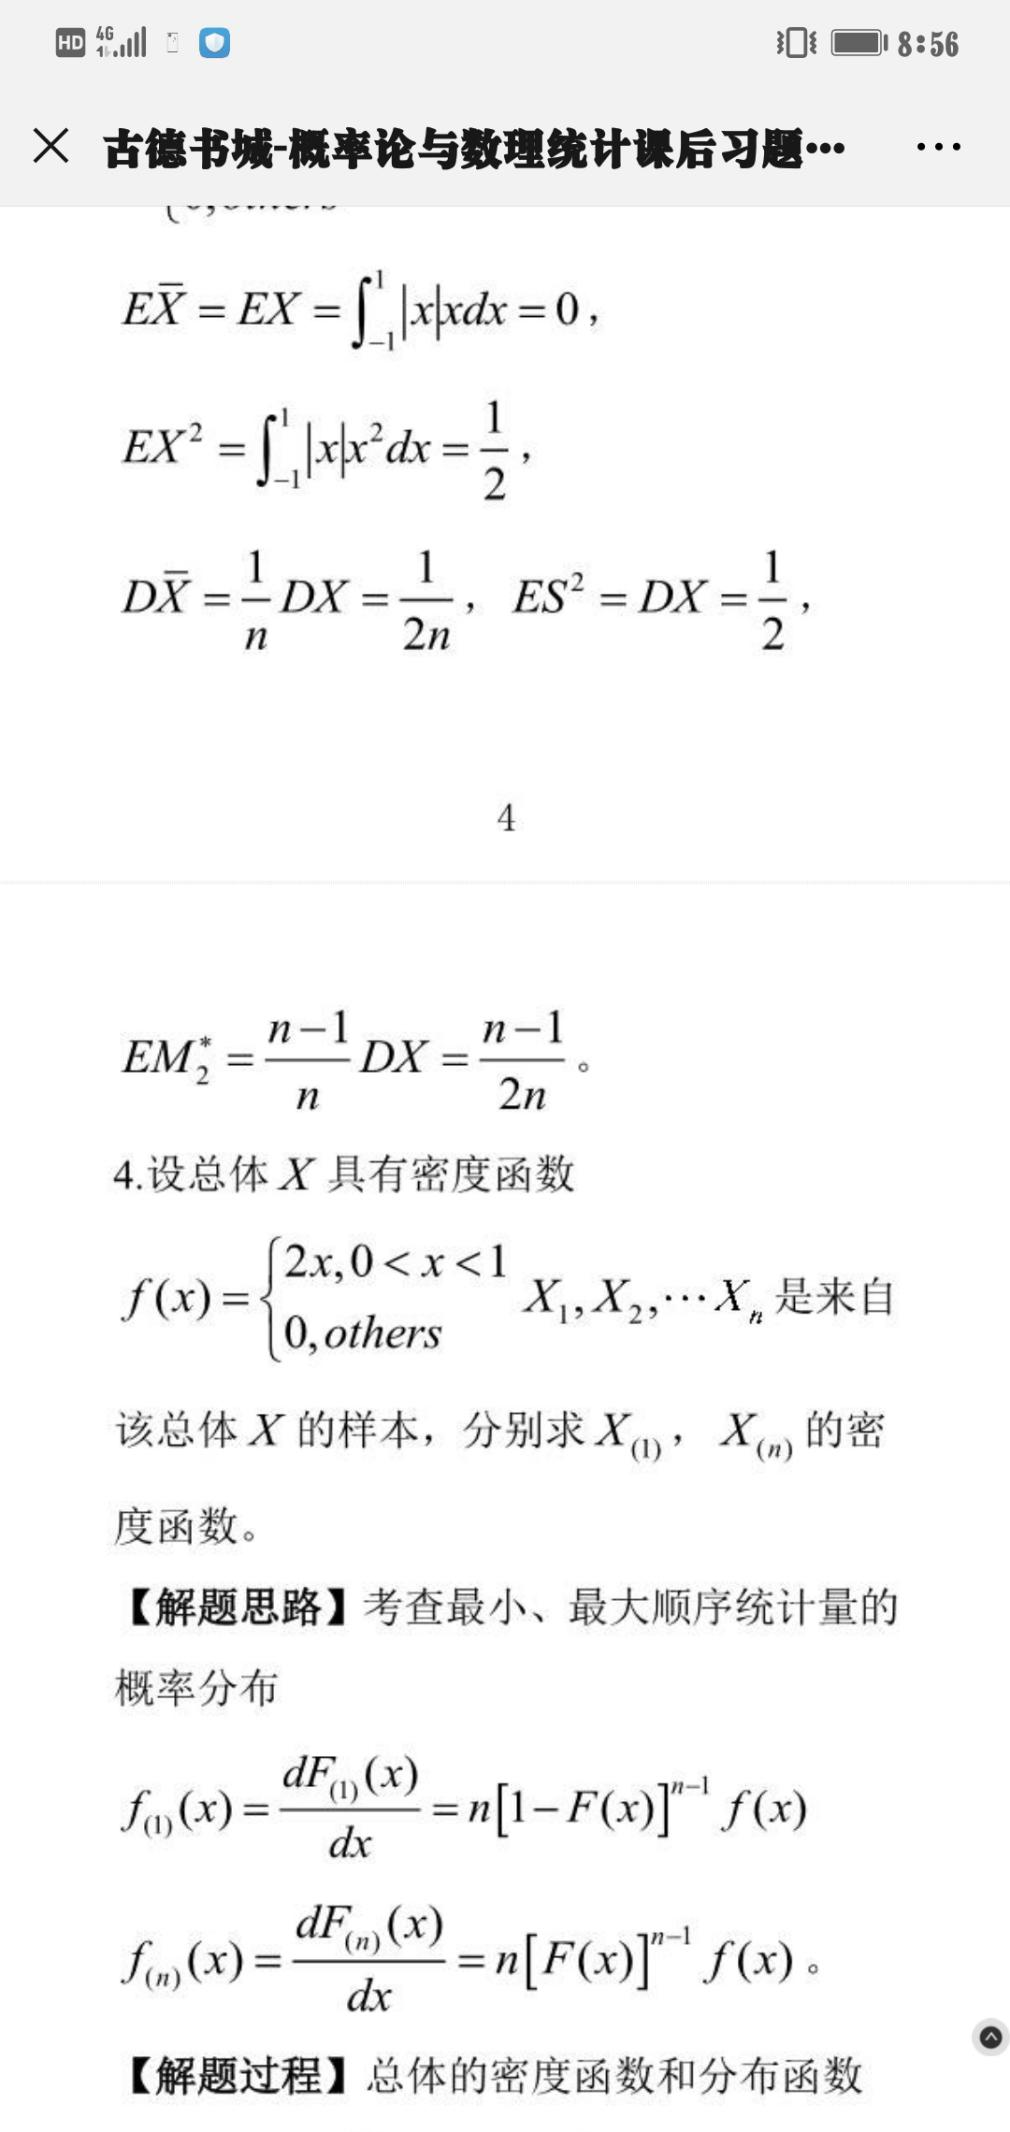 HD 4G 8:56
古德书城-概率论与数理统计课后习题…
EX̅ = EX = ∫₋₁¹ |x|xdx = 0，
EX² = ∫₋₁¹ |x|x²dx = 1/2，
DX̅ = 1/n DX = 1/2n， ES² = DX = 1/2，
4
EM₂* = n−1/n DX = n−1/2n。
4.设总体 X 具有密度函数
f(x) = {2x, 0 < x < 1; 0, others X₁, X₂, ⋯ Xₙ 是来自
该总体 X 的样本，分别求 X₍₁₎， X₍ₙ₎ 的密
度函数。
【解题思路】考查最小、最大顺序统计量的
概率分布
f₍₁₎(x) = dF₍₁₎(x)/dx = n[1−F(x)]ⁿ⁻¹ f(x)
f₍ₙ₎(x) = dF₍ₙ₎(x)/dx = n[F(x)]ⁿ⁻¹ f(x)。
【解题过程】总体的密度函数和分布函数